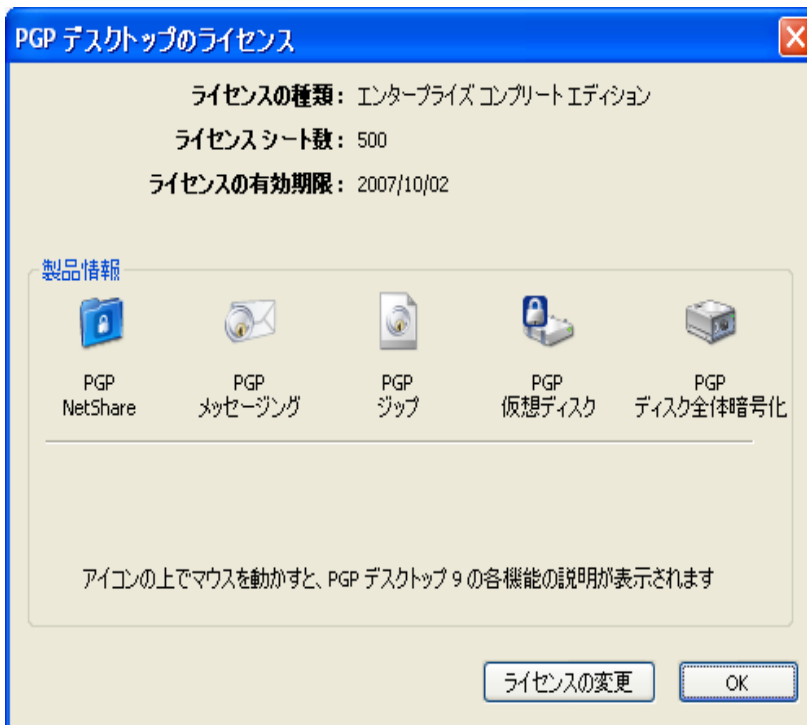 PGP デスクトップのライセンス
ライセンスの種類： エンタープライズ コンプリート エディション
ライセンス シート数： 500
ライセンスの有効期限： 2007/10/02
製品情報
PGP NetShare
PGP メッセージング
PGP ジップ
PGP 仮想ディスク
PGP ディスク全体暗号化
アイコンの上でマウスを動かすと、PGP デスクトップ 9 の各機能の説明が表示されます
ライセンスの変更
OK